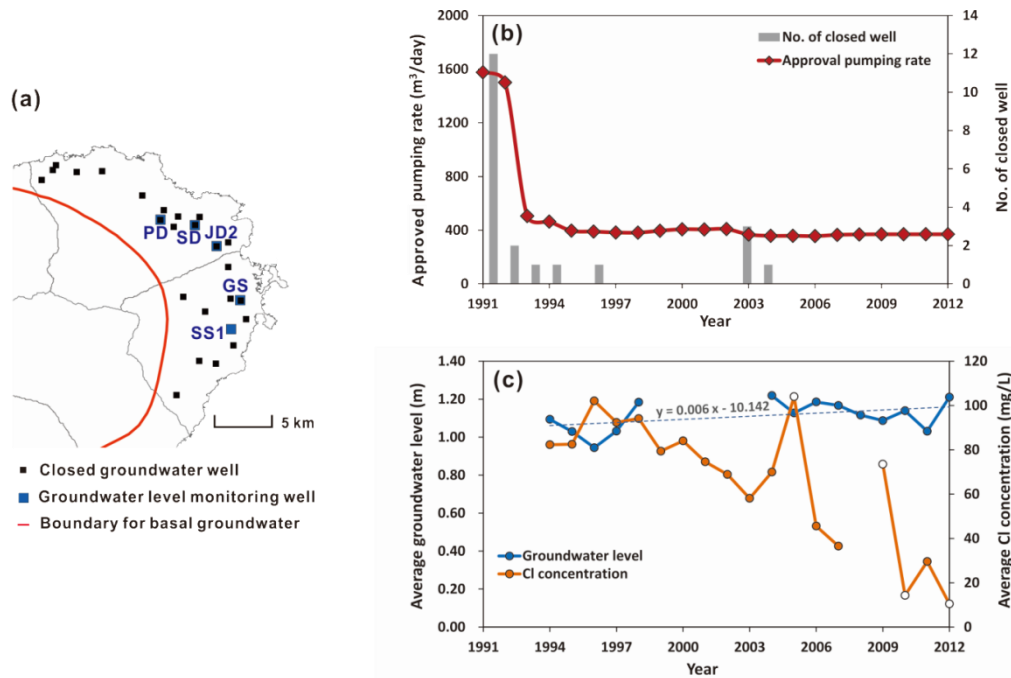 (a)
PD
SD
JD2
GS
SS1
5 km
Closed groundwater well
Groundwater level monitoring well
Boundary for basal groundwater
(b)
No. of closed well
Approval pumping rate
Approved pumping rate (m³/day)
2000
1600
1200
800
400
0
14
12
10
8
6
4
2
0
No. of closed well
1991 1994 1997 2000 2003 2006 2009 2012
Year
(c)
y = 0.006 x - 10.142
Groundwater level
Cl concentration
Average groundwater level (m)
1.40
1.20
1.00
0.80
0.60
0.40
0.20
0.00
120
100
80
60
40
20
0
Average Cl concentration (mg/L)
1991 1994 1997 2000 2003 2006 2009 2012
Year